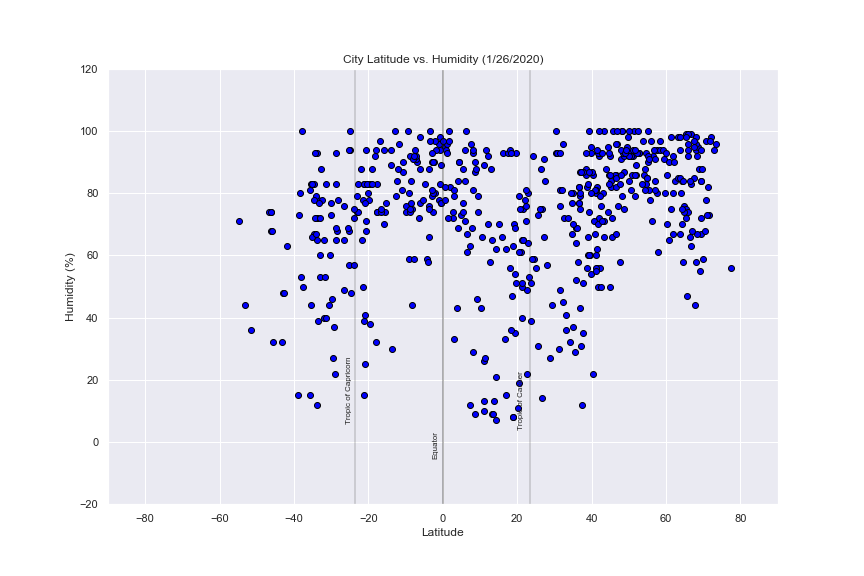 City Latitude vs. Humidity (1/26/2020)
120
100
80
60
40
20
0
−20
Humidity (%)
Tropic of Capricorn
Equator
Tropic of Cancer
−80
−60
−40
−20
0
20
40
60
80
Latitude